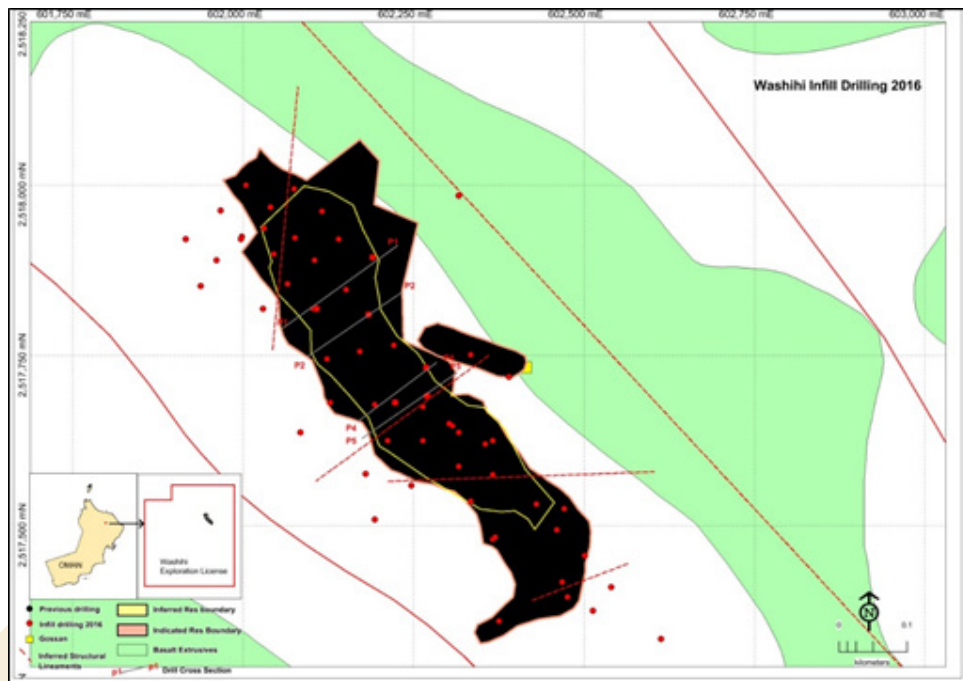 601,750 mE 602,000 mE 602,250 mE 602,500 mE 602,750 mE 603,000 mE
2,518,250
Washihi Infill Drilling 2016
2,518,000 mN
P1
P2
2,517,750 mN
P2
P4
P5
2,517,500 mN
OMAN
Washihi
Exploration License
Previous drilling
Infill drilling 2016
Gossan
Inferred Structural
Lineaments
Inferred Res boundary
Indicated Res Boundary
Basalt Extrusives
Drill Cross Section
N
0 0.1
kilometers